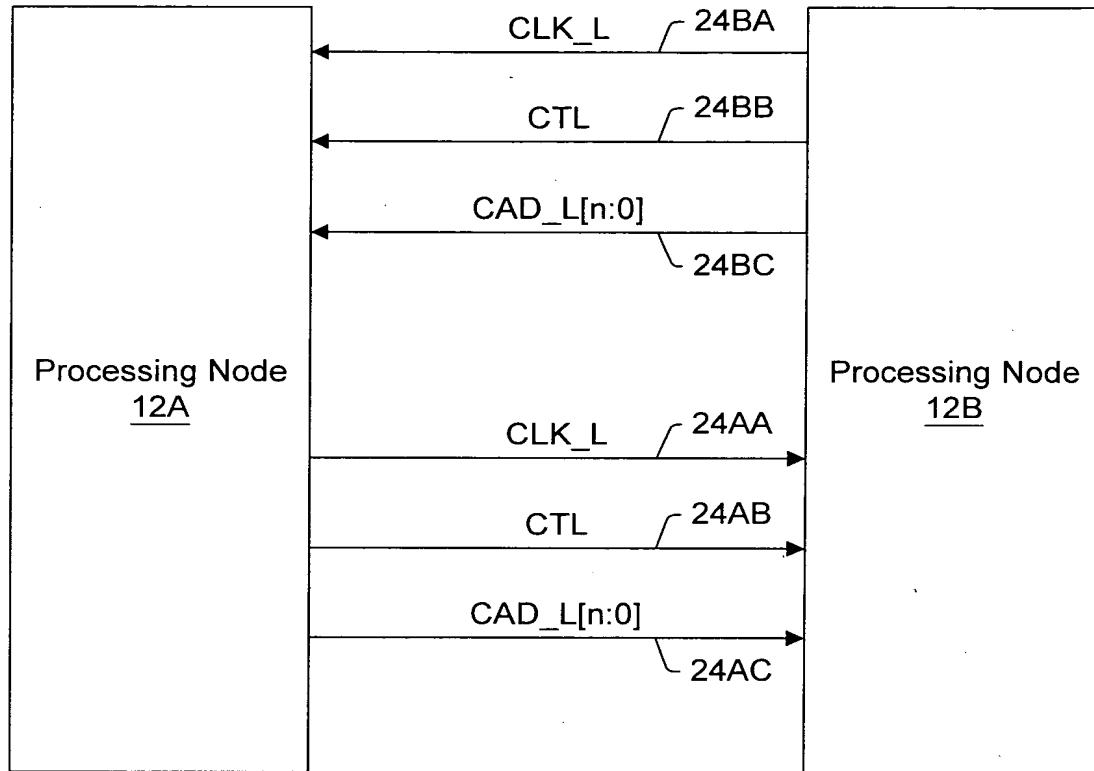 CLK_L
24BA
CTL
24BB
CAD_L[n:0]
24BC
Processing Node
12A
Processing Node
12B
CLK_L
24AA
CTL
24AB
CAD_L[n:0]
24AC